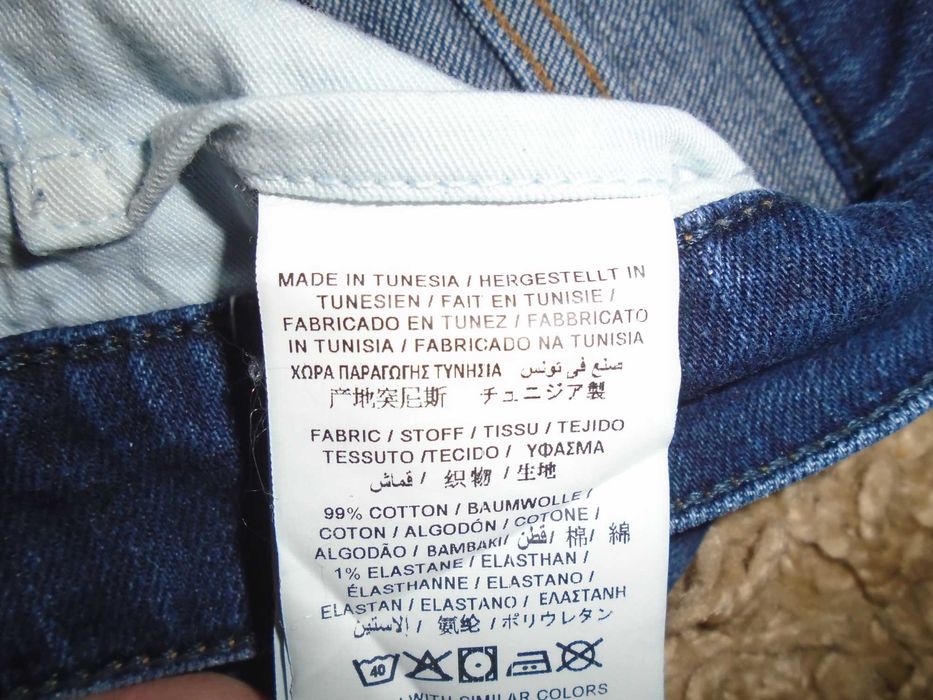 MADE IN TUNESIA / HERGESTELLT IN
TUNESIEN / FAIT EN TUNISIE /
FABRICADO EN TUNEZ / FABBRICATO
IN TUNISIA / FABRICADO NA TUNISIA
ΧΩΡΑ ΠΑΡΑΓΩΓΗΣ ΤΥΝΗΣΙΑ صنع في تونس
产地突尼斯 チュニジア製
FABRIC / STOFF / TISSU / TEJIDO
TESSUTO /TECIDO / ΥΦΑΣΜΑ
قماش / 织物 / 生地
99% COTTON / BAUMWOLLE /
COTON / ALGODÓN / COTONE /
ALGODÃO / BAMBAKI/ قطن/ 棉/ 綿
1% ELASTANE / ELASTHAN /
ÉLASTHANNE / ELASTANO /
ELASTAN / ELASTANO / ΕΛΑΣΤΑΝΗ
الاستين / 氨纶 /ポリウレタン
40
WITH SIMILAR COLORS